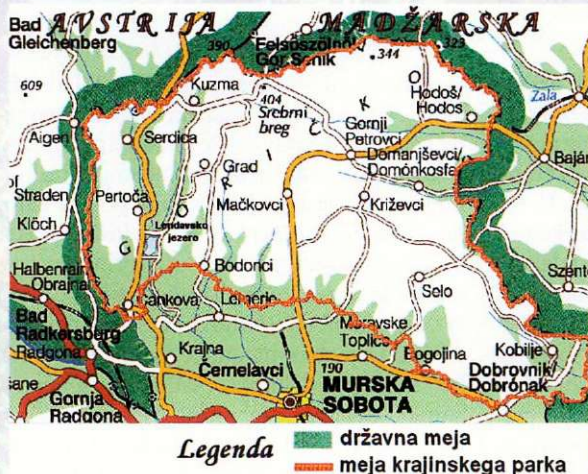 AVSTRIJA
MADŽARSKA
Bad
Gleichenberg
390
Felsőszölnök
Gor.Senik
323
344
609
Kuzma
404
Srebrni
breg
Hodoš/
Hodos
Zala
Aigen
Serdica
Gornji
Petrovci
Domanjševci/
Domonkosfa
Grad
GORIČKO
Straden
Klöch
Pertoča
Lendavsko
jezero
Mačkovci
Križevci
Halbenrain
Obrajna
Bodonci
Selo
Szent
Cankova
Lemerje
Bad
Radkersburg
Radgona
Krajna
Moravske
Toplice
Bogojina
Kobilje
Černelavci
190
MURSKA
SOBOTA
Dobrovnik/
Dobronak
Gornja
Radgona
Legenda
državna meja
meja krajinskega parka